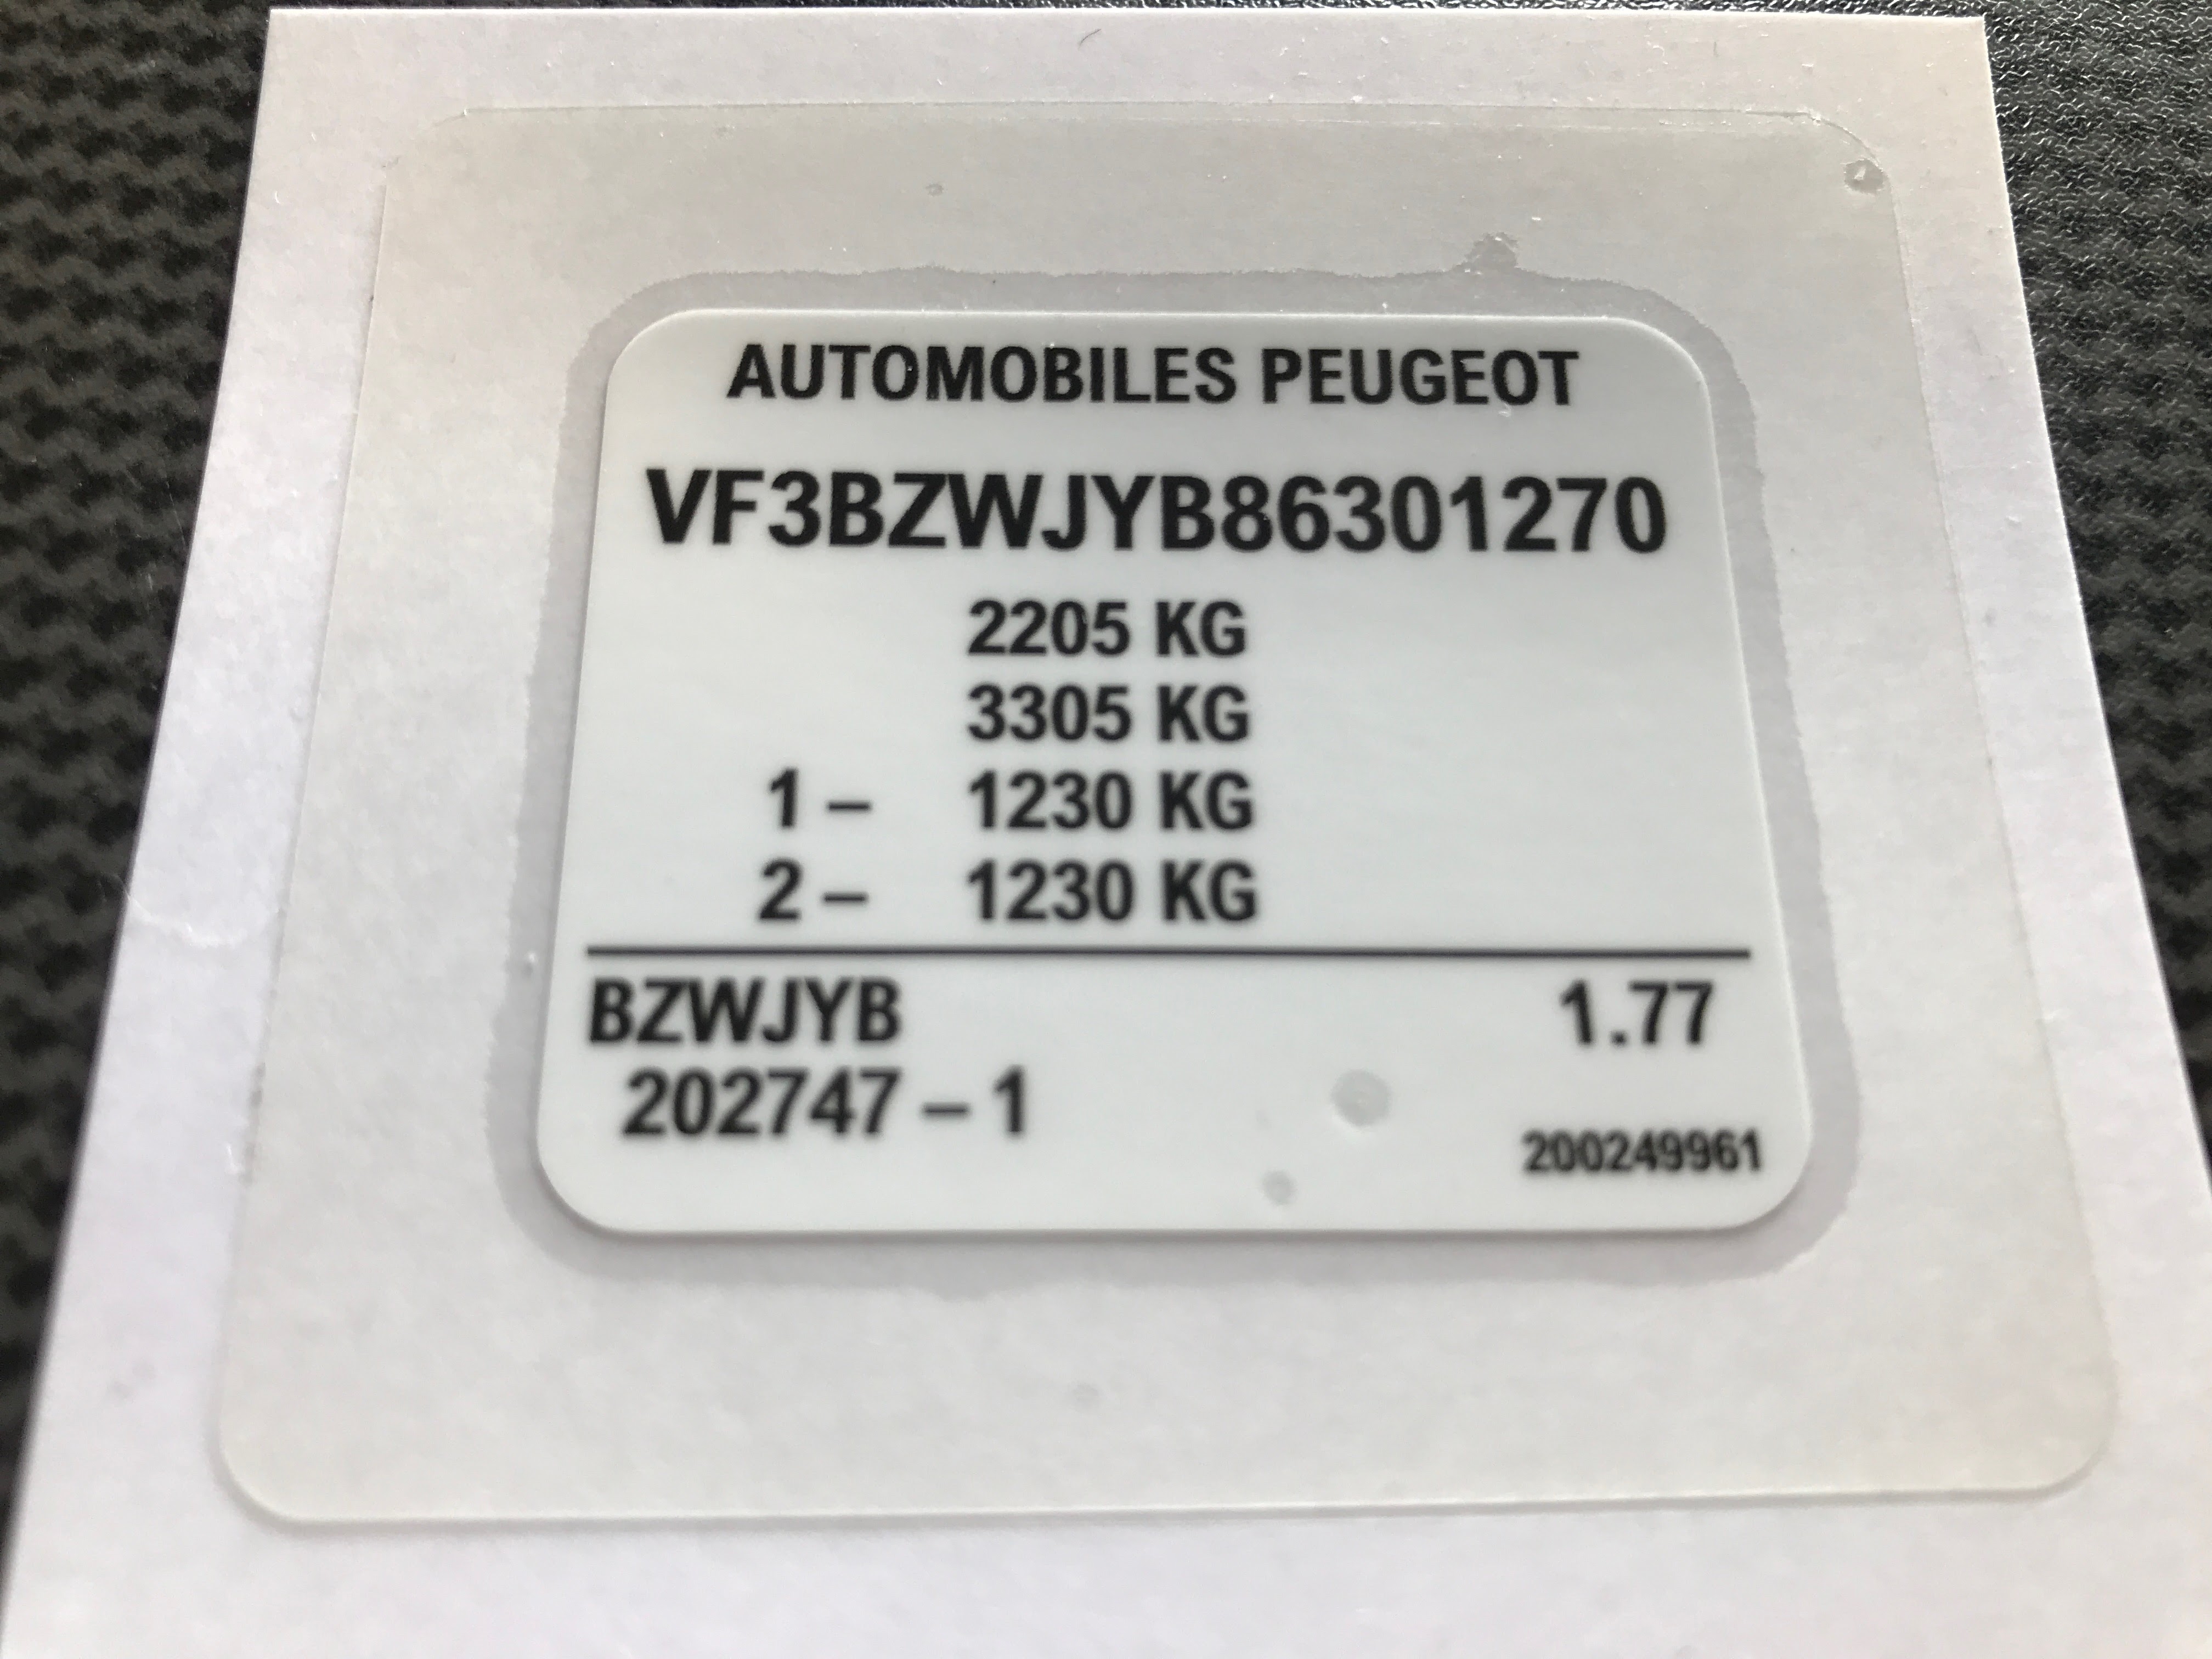 AUTOMOBILES PEUGEOT
VF3BZWJYB86301270
2205 KG
3305 KG
1 – 1230 KG
2 – 1230 KG
BZWJYB 1.77
202747 – 1
200249961